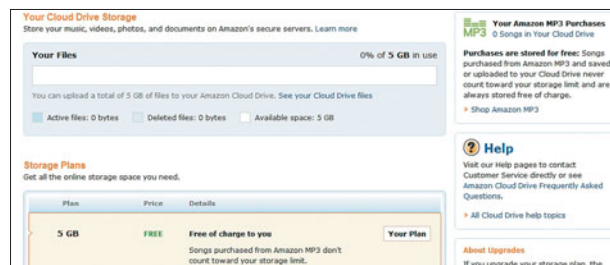 Your Cloud Drive Storage
Store your music, videos, photos, and documents on Amazon's secure servers. Learn more
Your Files
0% of 5 GB in use
You can upload a total of 5 GB of files to your Amazon Cloud Drive. See your Cloud Drive files
Active files: 0 bytes
Deleted files: 0 bytes
Available space: 5 GB
Storage Plans
Get all the online storage space you need.
Plan
Price
Details
5 GB
FREE
Free of charge to you
Your Plan
Songs purchased from Amazon MP3 don't
count toward your storage limit.
MP3
Your Amazon MP3 Purchases
0 Songs in Your Cloud Drive
Purchases are stored for free: Songs
purchased from Amazon MP3 and saved
or uploaded to your Cloud Drive never
count toward your storage limit and are
always stored free of charge.
› Shop Amazon MP3
? Help
Visit our Help pages to contact
Customer Service directly or see
Amazon Cloud Drive Frequently Asked
Questions.
› All Cloud Drive help topics
About Upgrades
If you upgrade your storage plan, the